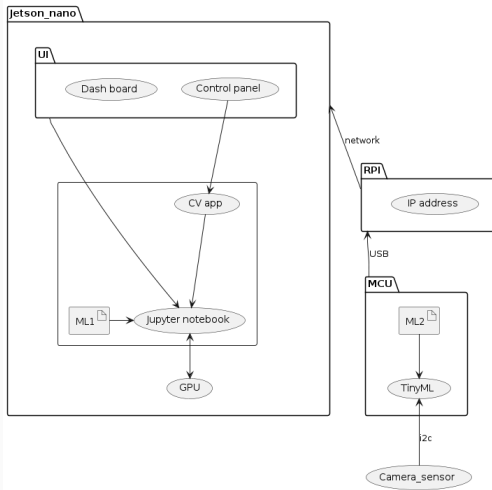 Jetson_nano
UI
Dash board
Control panel
network
RPI
CV app
IP address
USB
MCU
ML1
Jupyter notebook
ML2
GPU
TinyML
i2c
Camera_sensor